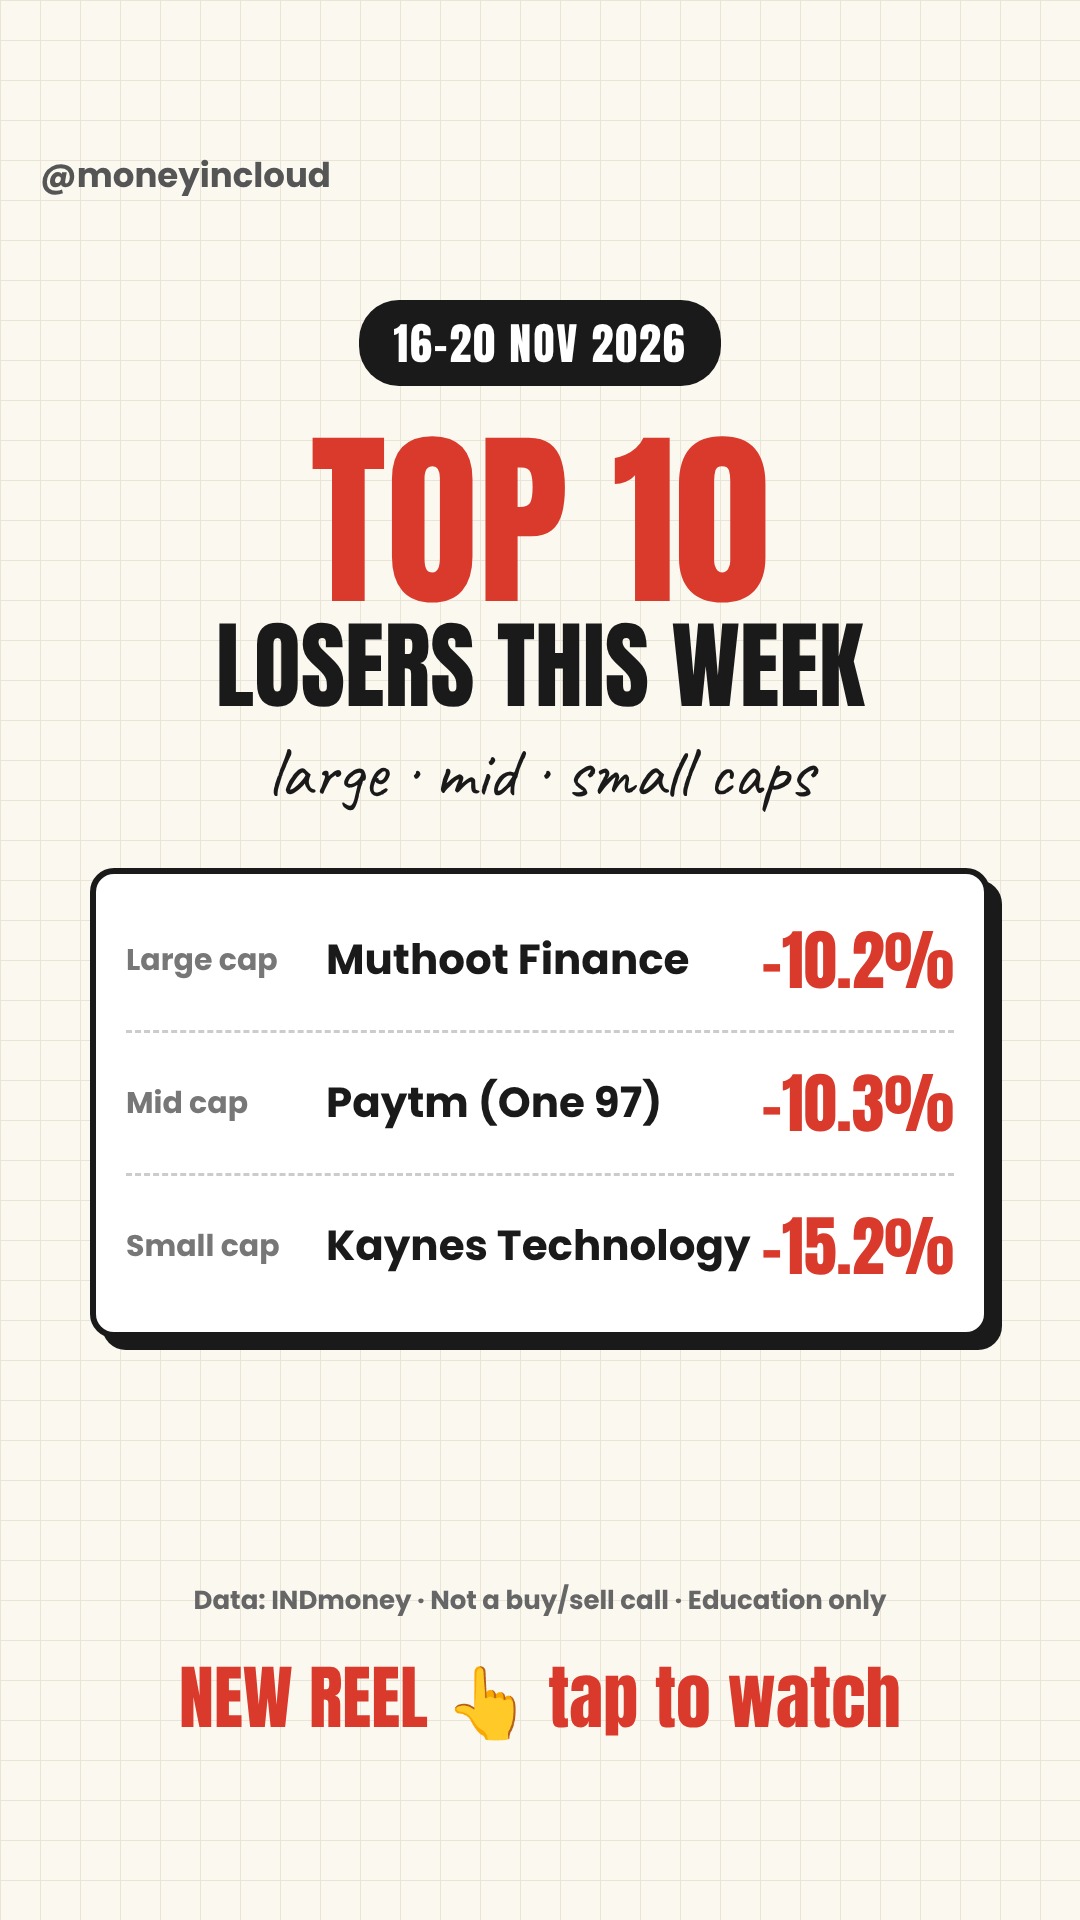 @moneyincloud
16-20 NOV 2026
TOP 10
LOSERS THIS WEEK
large · mid · small caps
Large cap Muthoot Finance -10.2%
Mid cap Paytm (One 97) -10.3%
Small cap Kaynes Technology -15.2%
Data: INDmoney · Not a buy/sell call · Education only
NEW REEL 👆 tap to watch